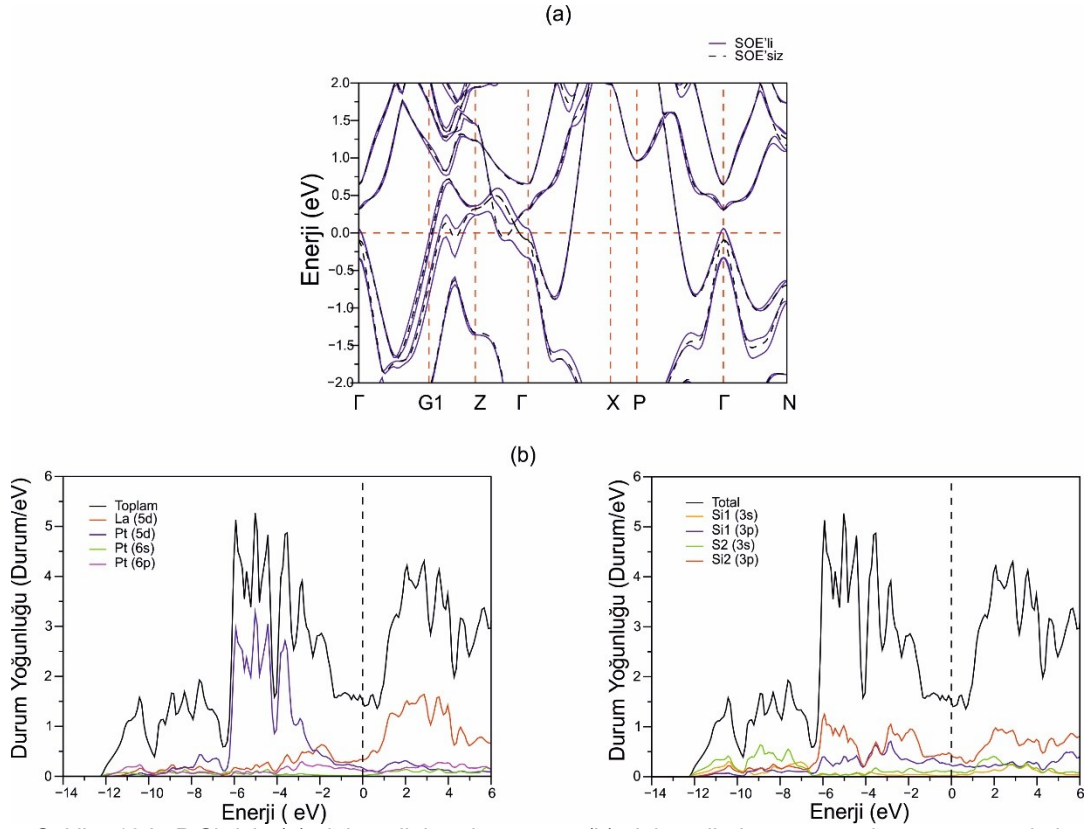 (a)
SOE'li
SOE'siz
Enerji (eV)
2.0
1.5
1.0
0.5
0.0
−0.5
−1.0
−1.5
−2.0
Γ G1 Z Γ X P Γ N
(b)
Durum Yoğunluğu (Durum/eV)
6
5
4
3
2
1
0
Toplam
La (5d)
Pt (5d)
Pt (6s)
Pt (6p)
−14 −12 −10 −8 −6 −4 −2 0 2 4 6
Enerji ( eV)
Durum Yoğunluğu (Durum/eV)
6
5
4
3
2
1
0
Total
Si1 (3s)
Si1 (3p)
S2 (3s)
Si2 (3p)
−14 −12 −10 −8 −6 −4 −2 0 2 4 6
Enerji (eV)